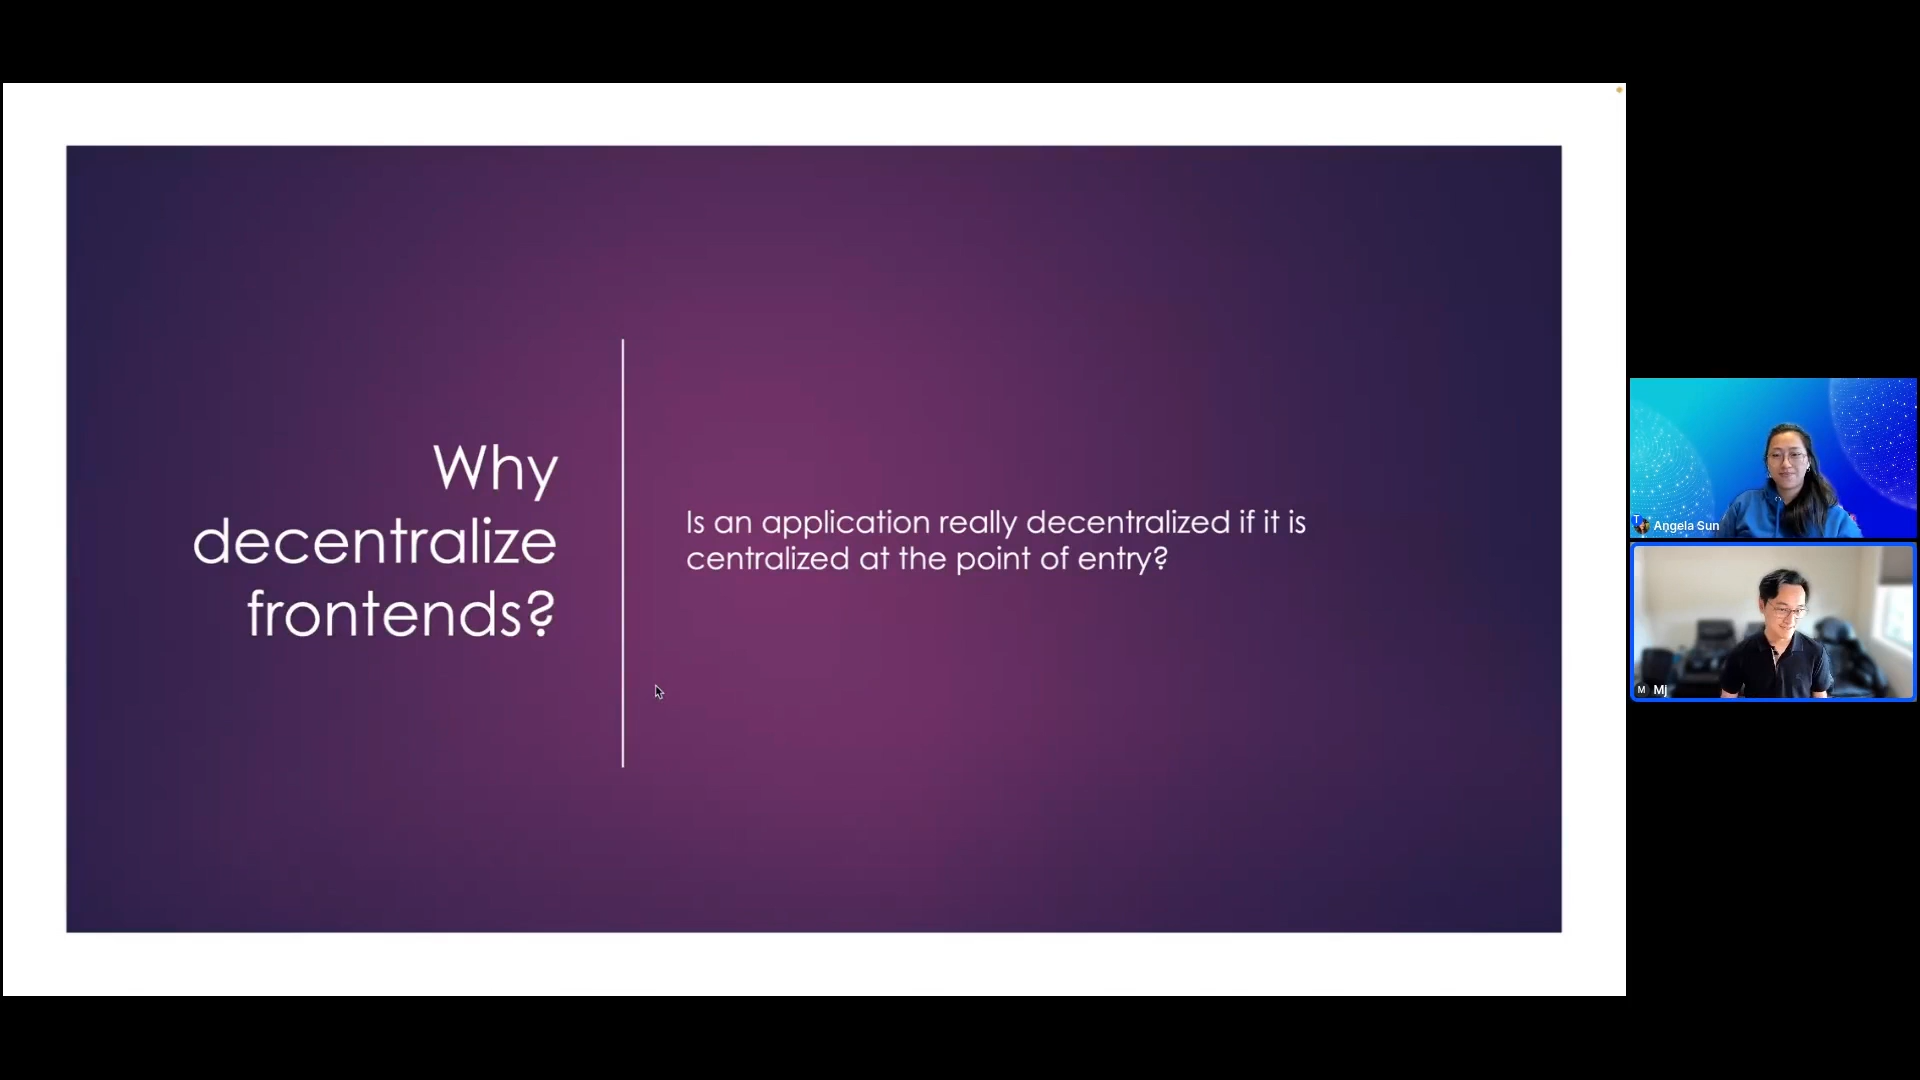 Why
decentralize
frontends?
Is an application really decentralized if it is
centralized at the point of entry?
T
Angela Sun
M Mj